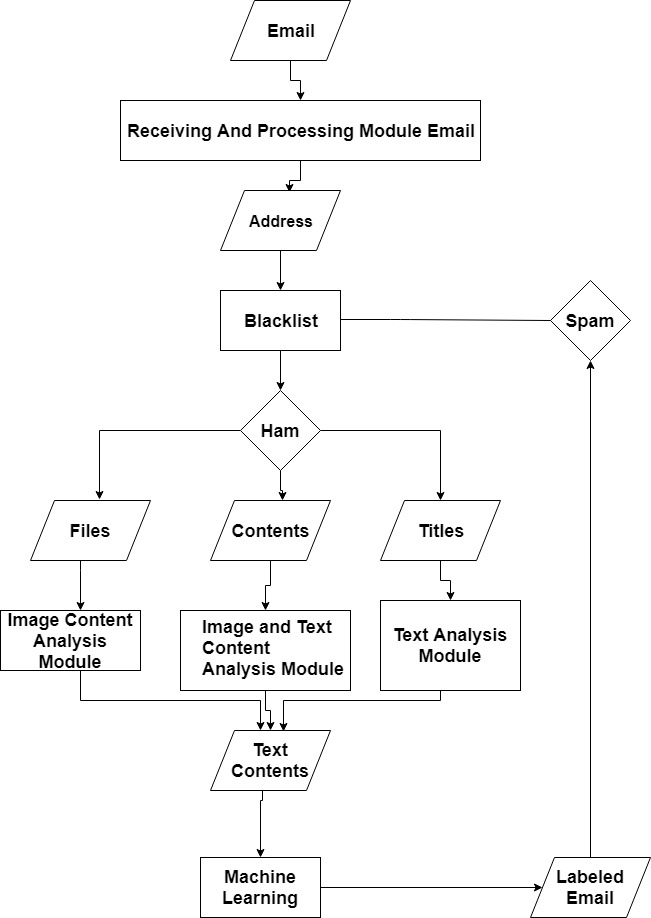 Email
Receiving And Processing Module Email
Address
Blacklist
Spam
Ham
Files
Contents
Titles
Image Content
Analysis
Module
Image and Text
Content
Analysis Module
Text Analysis
Module
Text
Contents
Machine
Learning
Labeled
Email